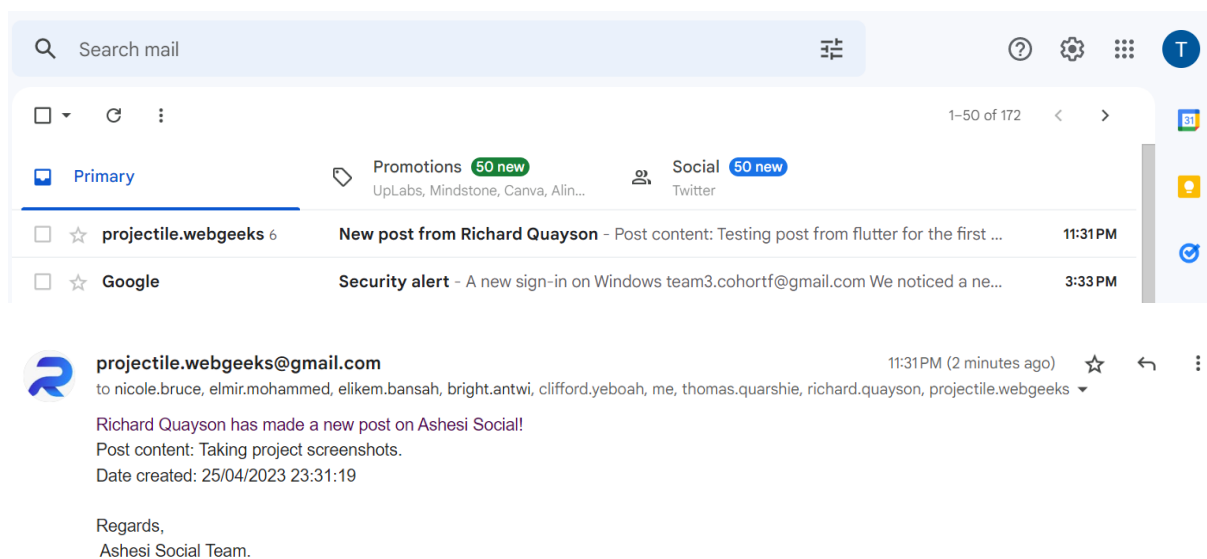 Search mail
T
1–50 of 172
31
Primary
Promotions 50 new
UpLabs, Mindstone, Canva, Alin...
Social 50 new
Twitter
projectile.webgeeks 6 New post from Richard Quayson - Post content: Testing post from flutter for the first ... 11:31 PM
Google Security alert - A new sign-in on Windows team3.cohortf@gmail.com We noticed a ne... 3:33 PM
projectile.webgeeks@gmail.com 11:31 PM (2 minutes ago)
to nicole.bruce, elmir.mohammed, elikem.bansah, bright.antwi, clifford.yeboah, me, thomas.quarshie, richard.quayson, projectile.webgeeks
Richard Quayson has made a new post on Ashesi Social!
Post content: Taking project screenshots.
Date created: 25/04/2023 23:31:19
Regards,
Ashesi Social Team.